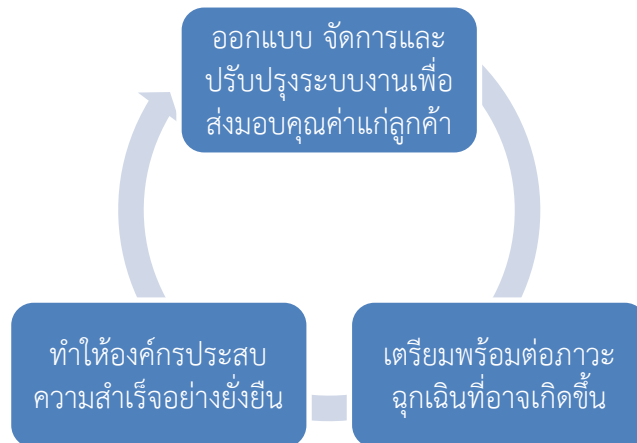 ออกแบบ จัดการและ
ปรับปรุงระบบงานเพื่อ
ส่งมอบคุณค่าแก่ลูกค้า
เตรียมพร้อมต่อภาวะ
ฉุกเฉินที่อาจเกิดขึ้น
ทำให้องค์กรประสบ
ความสำเร็จอย่างยั่งยืน